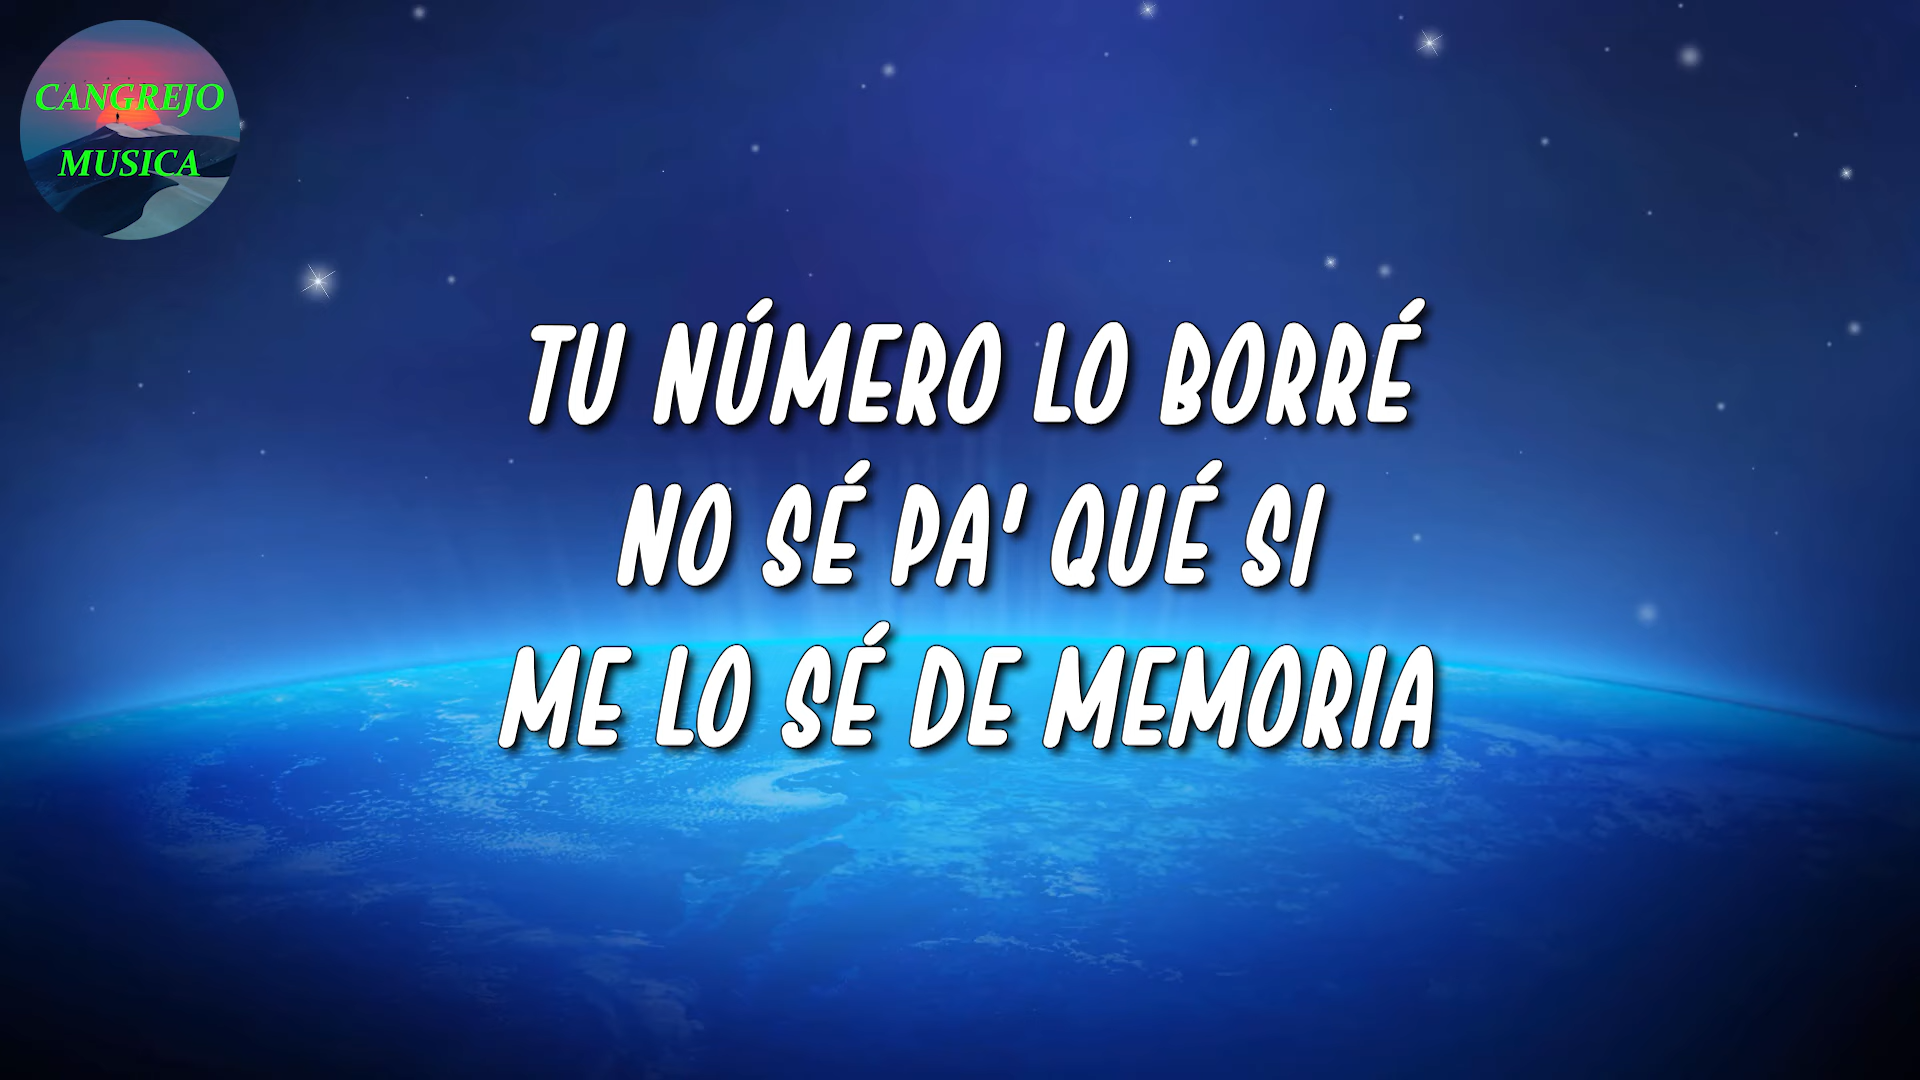 CANGREJO
MUSICA
TU NÚMERO LO BORRÉ
NO SÉ PA' QUÉ SI
ME LO SÉ DE MEMORIA